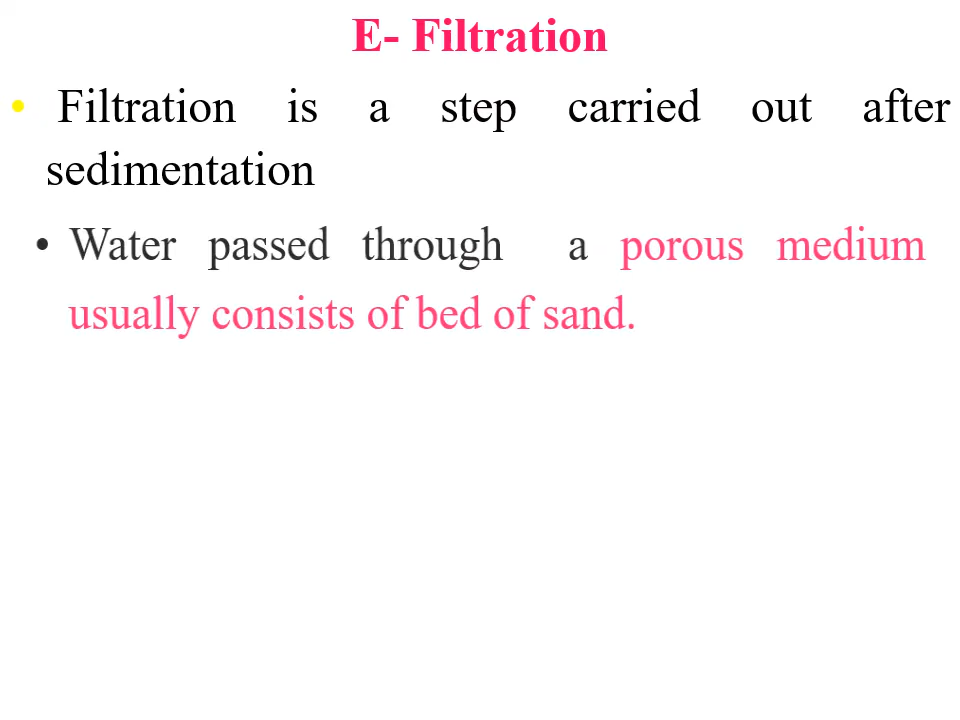 E- Filtration
• Filtration is a step carried out after
sedimentation
• Water passed through a porous medium
usually consists of bed of sand.